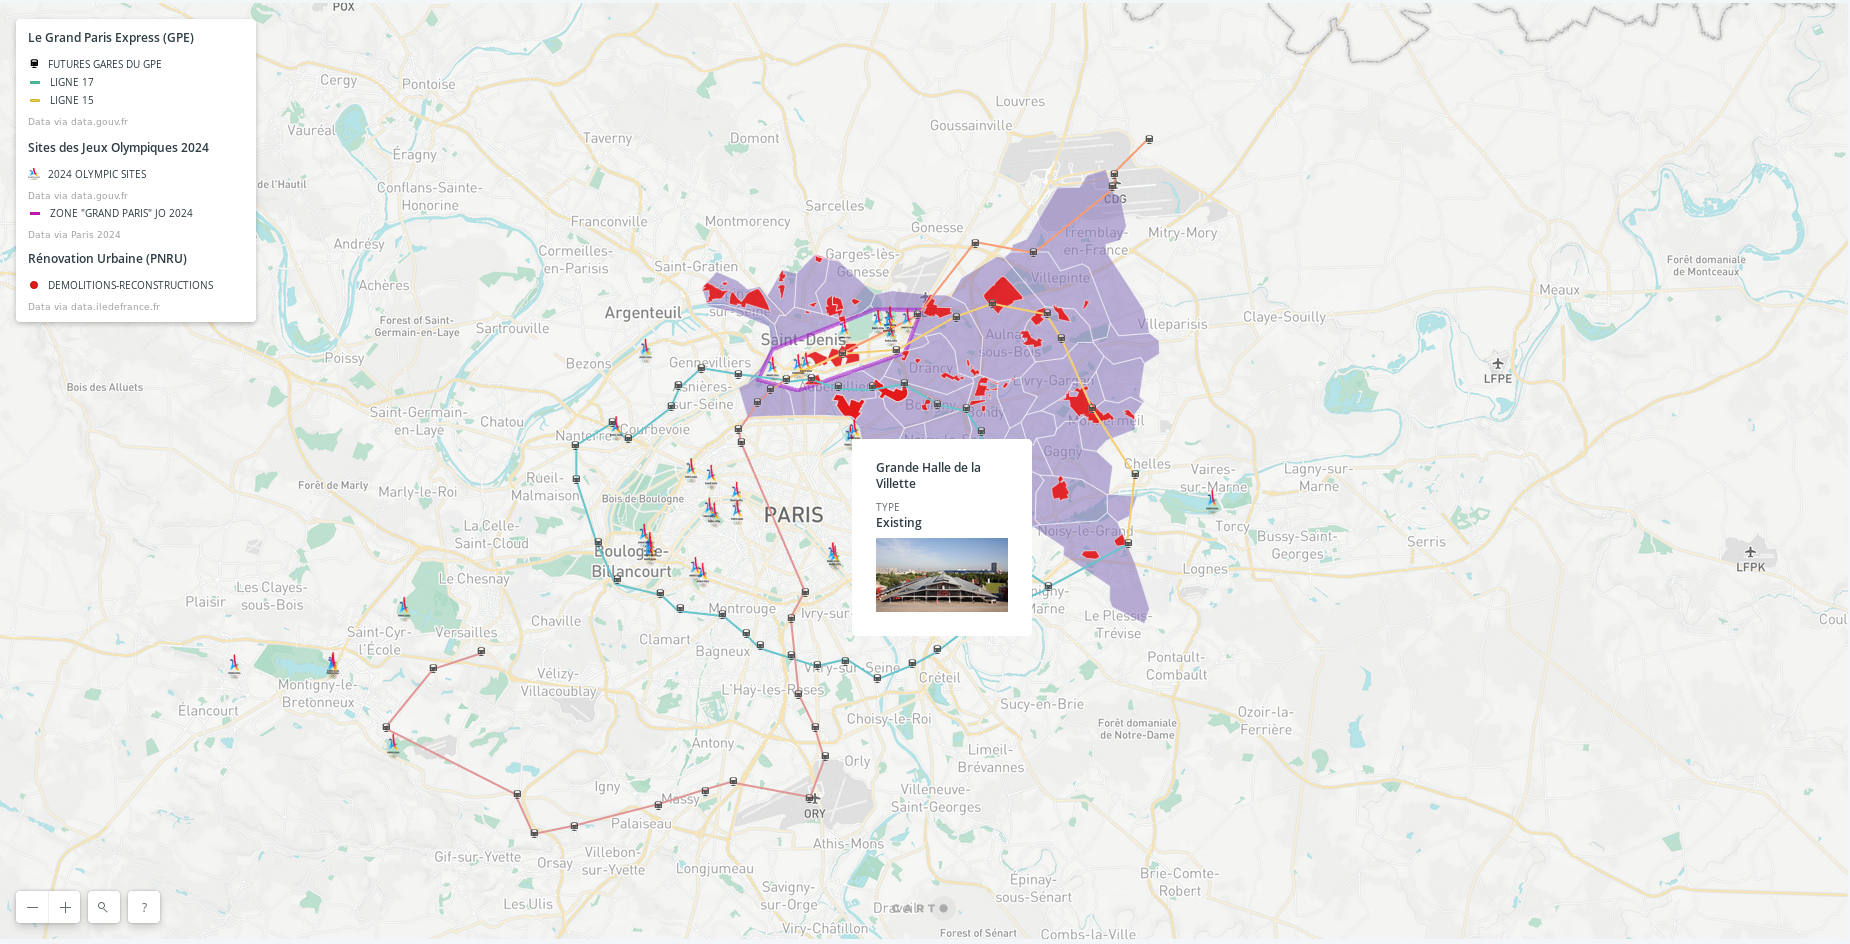 Le Grand Paris Express (GPE)
FUTURES GARES DU GPE
LIGNE 17
LIGNE 15
Data via data.gouv.fr
Sites des Jeux Olympiques 2024
2024 OLYMPIC SITES
Data via data.gouv.fr
ZONE "GRAND PARIS" JO 2024
Data via Paris 2024
Rénovation Urbaine (PNRU)
DEMOLITIONS-RECONSTRUCTIONS
Data via data.iledefrance.fr
POX
Cergy
Pontoise
Louvres
Goussainville
Vauréal
Taverny
Domont
Éragny
de l'Hautil
Conflans-Sainte-
Honorine
Sarcelles
CDG
Franconville
Montmorency
Gonesse
Tremblay-
en-France
Mitry-Mory
Andrésy
Cormeilles-
en-Parisis
Saint-Gratien
Garges-lès-
Gonesse
Villepinte
Forêt domaniale
de Montceaux
Achères
Meaux
sur-Seine
Argenteuil
Forest of Saint-
Germain-en-Laye
Saint-Denis
Aulnay-
sous-Bois
Villeparisis
Claye-Souilly
Poissy
Bezons
Gennevilliers
Drancy
LFPE
Bois des Alluets
Asnières-
sur-Seine
Aubervilliers
Livry-Gargan
Bobigny
Bondy
Saint-Germain-
en-Laye
Chatou
Nanterre
Courbevoie
Montfermeil
Gagny
Chelles
Rueil-
Malmaison
Bois de Boulogne
Forêt de Marly
Marly-le-Roi
Vaires-
sur-Marne
Lagny-sur-
Marne
PARIS
La Celle-
Saint-Cloud
Noisy-le-Grand
Torcy
Bussy-Saint-
Georges
Serris
LFPK
Boulogne-
Billancourt
Lognes
Grande Halle de la
Villette
TYPE
Existing
Le Chesnay
Les Clayes-
sous-Bois
Plaisir
Montrouge
Ivry-sur-
Marne
Le Plessis-
Trévise
Coul
Chaville
Clamart
Bagneux
Saint-Cyr-
l'École
Versailles
Vitry-sur-Seine
Créteil
Pontault-
Combault
Montigny-le-
Bretonneux
Vélizy-
Villacoublay
L'Haÿ-les-Roses
Élancourt
Choisy-le-Roi
Sucy-en-Brie
Forêt domaniale
de Notre-Dame
Ozoir-la-
Ferrière
Antony
Orly
Limeil-
Brévannes
Igny
Massy
Villeneuve-
Saint-Georges
ORY
Palaiseau
Athis-Mons
Gif-sur-Yvette
Orsay
Villebon-
sur-Yvette
Longjumeau
Épinay-
sous-Sénart
Brie-Comte-
Robert
Les Ulis
Savigny-
sur-Orge
Draveil
CARTO
Viry-Châtillon
Forest of Sénart
Combs-la-Ville
?